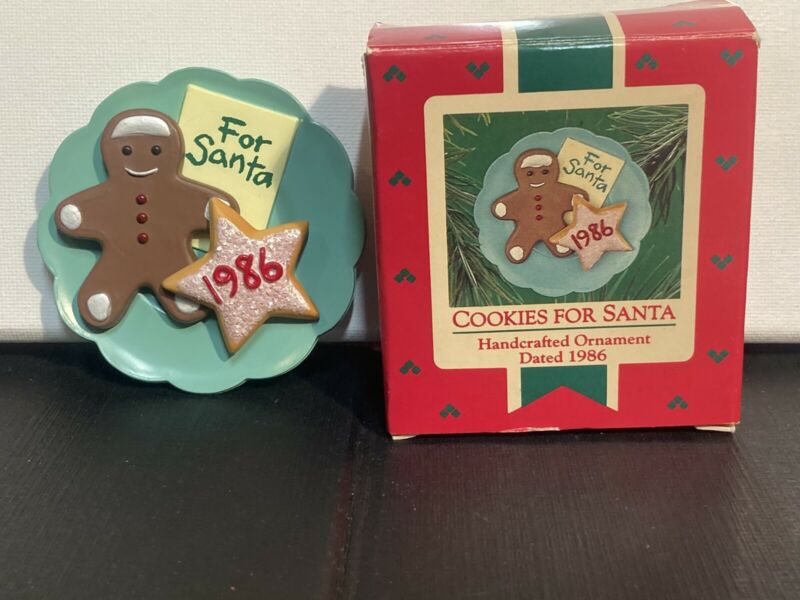 For
Santa
1986
For
Santa
1986
COOKIES FOR SANTA
Handcrafted Ornament
Dated 1986